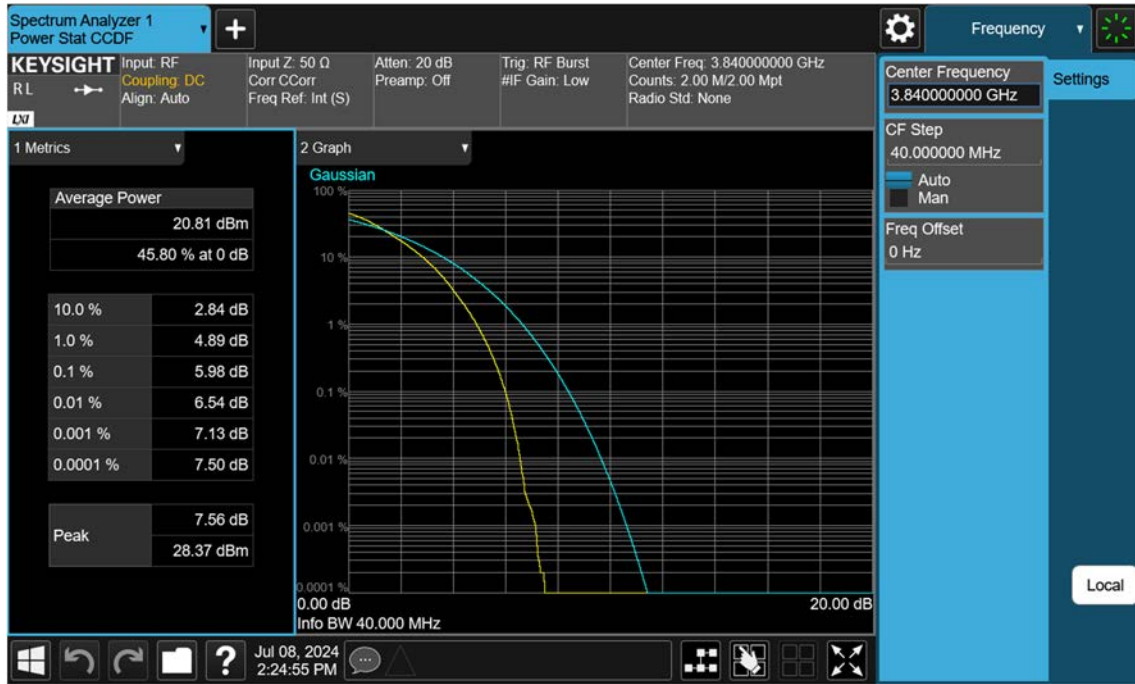 Spectrum Analyzer 1
Power Stat CCDF
+
Frequency
KEYSIGHT
RL
LXI
Input: RF
Coupling: DC
Align: Auto
Input Z: 50 Ω
Corr CCorr
Freq Ref: Int (S)
Atten: 20 dB
Preamp: Off
Trig: RF Burst
#IF Gain: Low
Center Freq: 3.840000000 GHz
Counts: 2.00 M/2.00 Mpt
Radio Std: None
Center Frequency
3.840000000 GHz
Settings
CF Step
40.000000 MHz
Auto
Man
Freq Offset
0 Hz
1 Metrics
Average Power
20.81 dBm
45.80 % at 0 dB
10.0 % 2.84 dB
1.0 % 4.89 dB
0.1 % 5.98 dB
0.01 % 6.54 dB
0.001 % 7.13 dB
0.0001 % 7.50 dB
Peak
7.56 dB
28.37 dBm
2 Graph
Gaussian
100 %
10 %
1 %
0.1 %
0.01 %
0.001 %
0.0001 %
0.00 dB 20.00 dB
Info BW 40.000 MHz
Local
?
Jul 08, 2024
2:24:55 PM